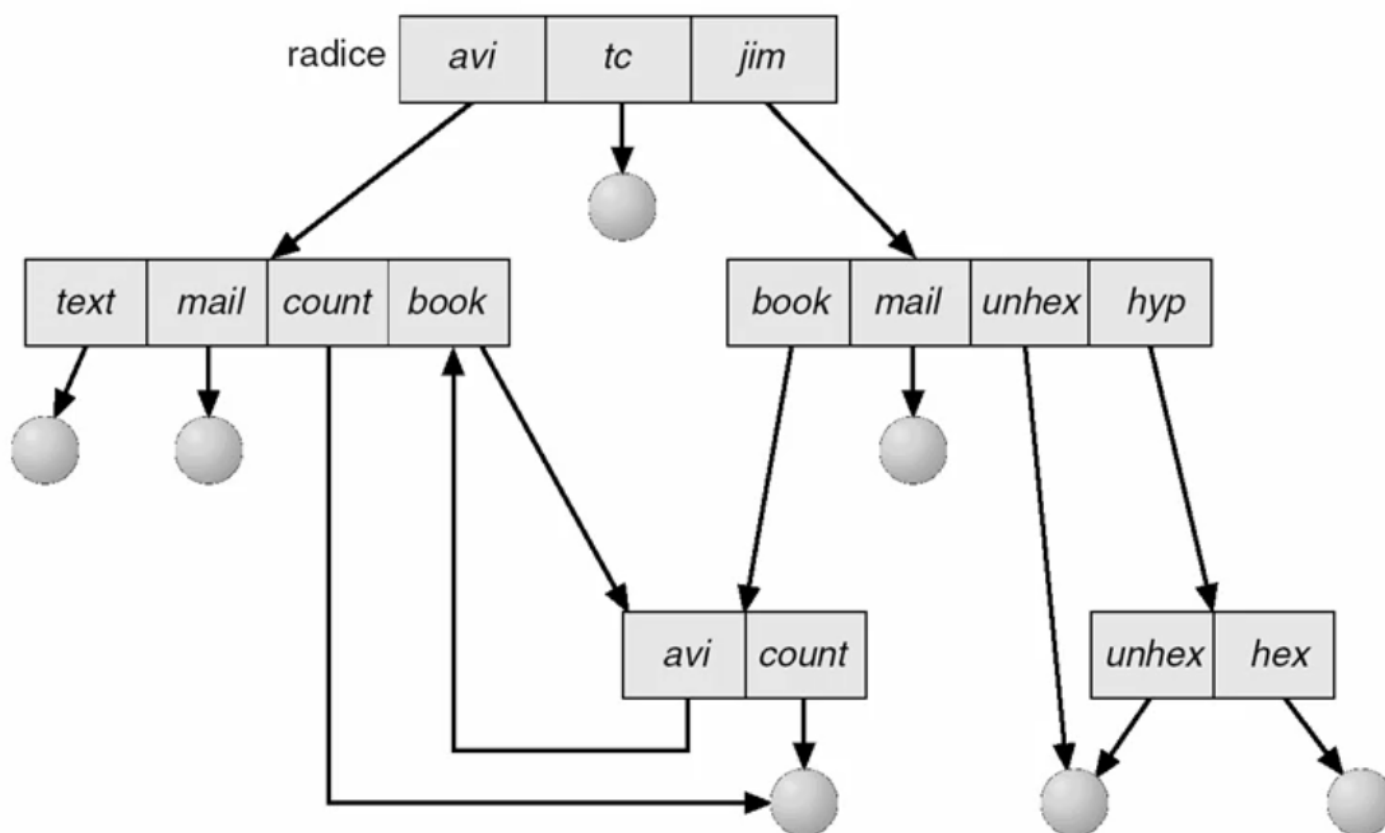 radice avi tc jim
text mail count book book mail unhex hyp
avi count unhex hex